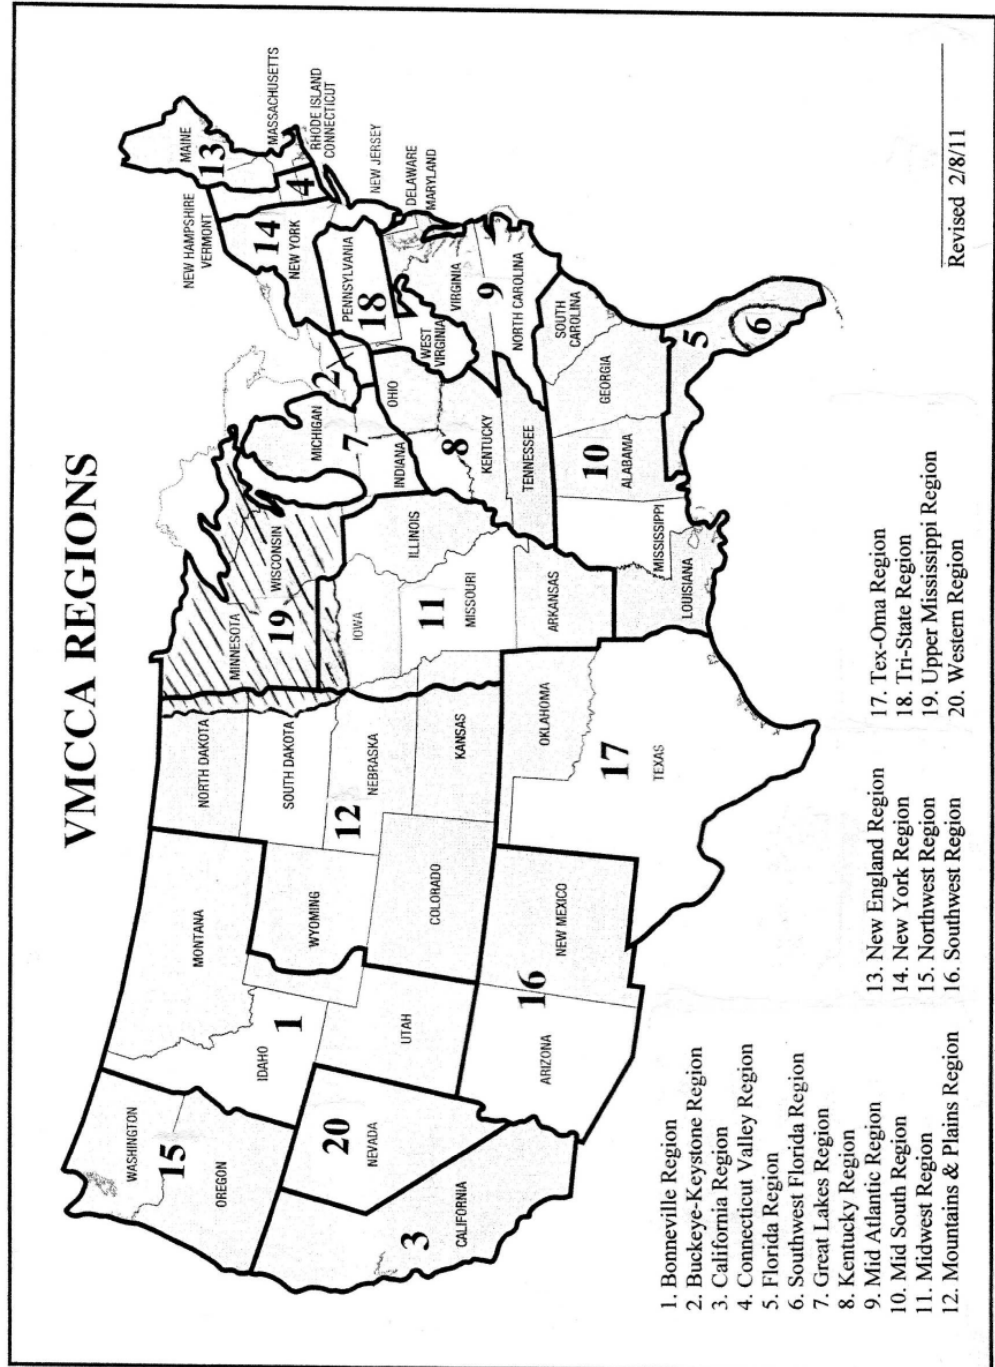 VMCCA REGIONS
WASHINGTON
15
OREGON
MONTANA
IDAHO
1
WYOMING
NORTH DAKOTA
SOUTH DAKOTA
12
NEBRASKA
KANSAS
COLORADO
UTAH
20
NEVADA
3
CALIFORNIA
ARIZONA
16
NEW MEXICO
OKLAHOMA
17
TEXAS
MINNESOTA
19
WISCONSIN
IOWA
11
ILLINOIS
MISSOURI
ARKANSAS
LOUISIANA
MISSISSIPPI
MICHIGAN
7
INDIANA
OHIO
2
8
KENTUCKY
TENNESSEE
10
ALABAMA
GEORGIA
SOUTH
CAROLINA
5
6
WEST
VIRGINIA
VIRGINIA
9
NORTH CAROLINA
PENNSYLVANIA
18
14
NEW YORK
NEW HAMPSHIRE
VERMONT
MAINE
13
4
MASSACHUSETTS
RHODE ISLAND
CONNECTICUT
NEW JERSEY
DELAWARE
MARYLAND
1. Bonneville Region
2. Buckeye-Keystone Region
3. California Region
4. Connecticut Valley Region
5. Florida Region
6. Southwest Florida Region
7. Great Lakes Region
8. Kentucky Region
9. Mid Atlantic Region
10. Mid South Region
11. Midwest Region
12. Mountains & Plains Region
13. New England Region
14. New York Region
15. Northwest Region
16. Southwest Region
17. Tex-Oma Region
18. Tri-State Region
19. Upper Mississippi Region
20. Western Region
Revised 2/8/11